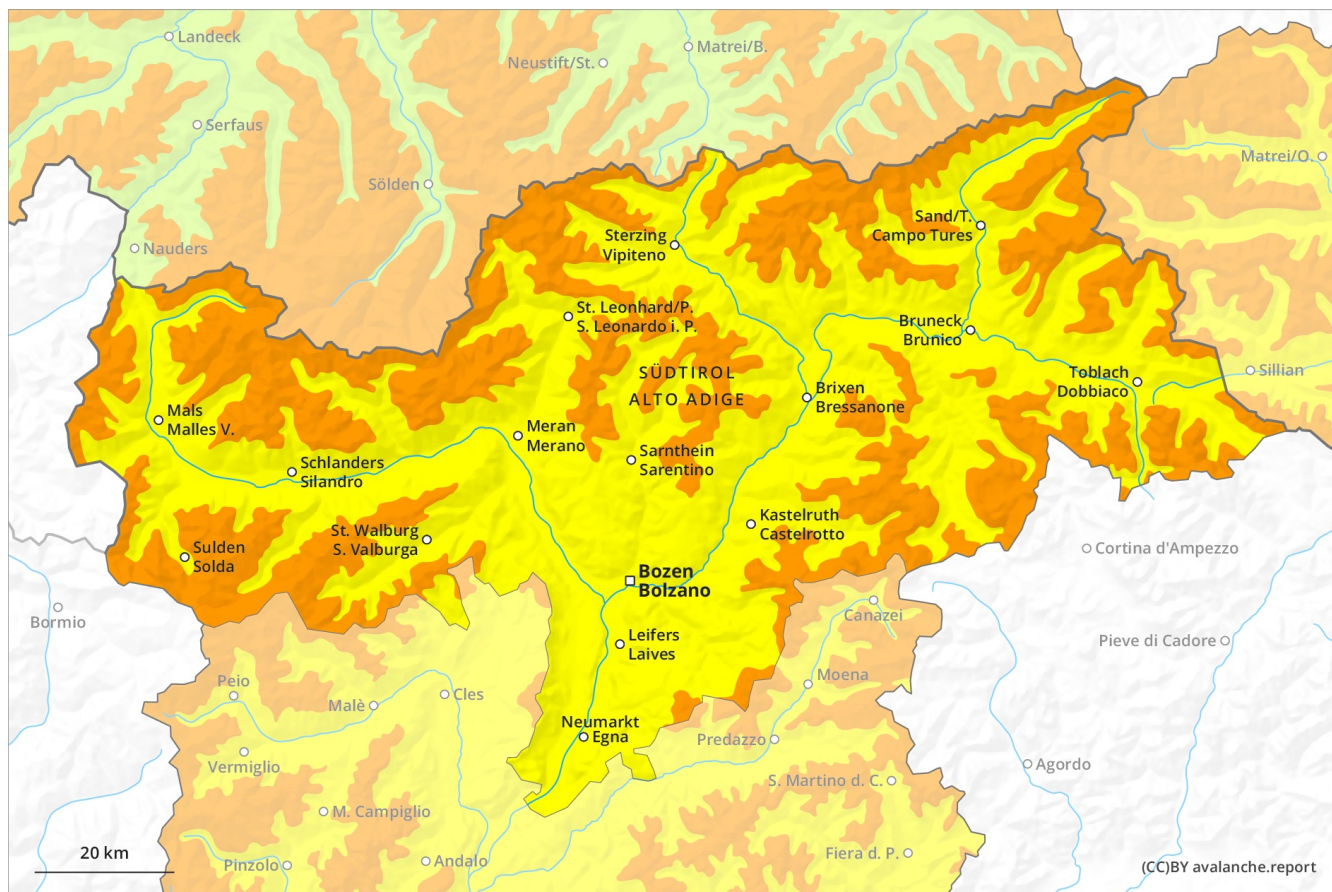 Landeck
Matrei/B.
Neustift/St.
Serfaus
Matrei/O.
Sölden
Sand/T.
Campo Tures
Sterzing
Vipiteno
Nauders
St. Leonhard/P.
S. Leonardo i. P.
Bruneck
Brunico
SÜDTIROL
ALTO ADIGE
Toblach
Dobbiaco
Sillian
Brixen
Bressanone
Mals
Malles V.
Meran
Merano
Schlanders
Silandro
Sarnthein
Sarentino
Kastelruth
Castelrotto
St. Walburg
S. Valburga
Sulden
Solda
Cortina d'Ampezzo
Bozen
Bolzano
Bormio
Canazei
Leifers
Laives
Pieve di Cadore
Peio
Moena
Malè
Cles
Neumarkt
Egna
Predazzo
Vermiglio
Agordo
S. Martino d. C.
M. Campiglio
20 km
Pinzolo
Andalo
Fiera d. P.
(CC)BY avalanche.report